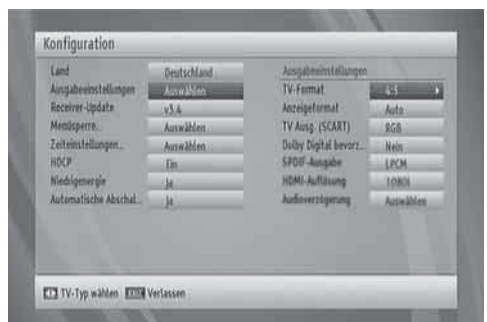 Konfiguration
Land Deutschland
Ausgabeeinstellungen Auswählen
Receiver-Update v3.4
Menüsperre.. Auswählen
Zeiteinstellungen.. Auswählen
HDCP Ein
Niedrigenergie Ja
Automatische Abschal.. Ja
Ausgabeeinstellungen
TV-Format 4:3
Anzeigeformat Auto
TV Ausg. (SCART) RGB
Dolby Digital bevorz.. Nein
SPDIF-Ausgabe LPCM
HDMI-Auflösung 1080i
Audioverzögerung Auswählen
TV-Typ wählen EXIT Verlassen